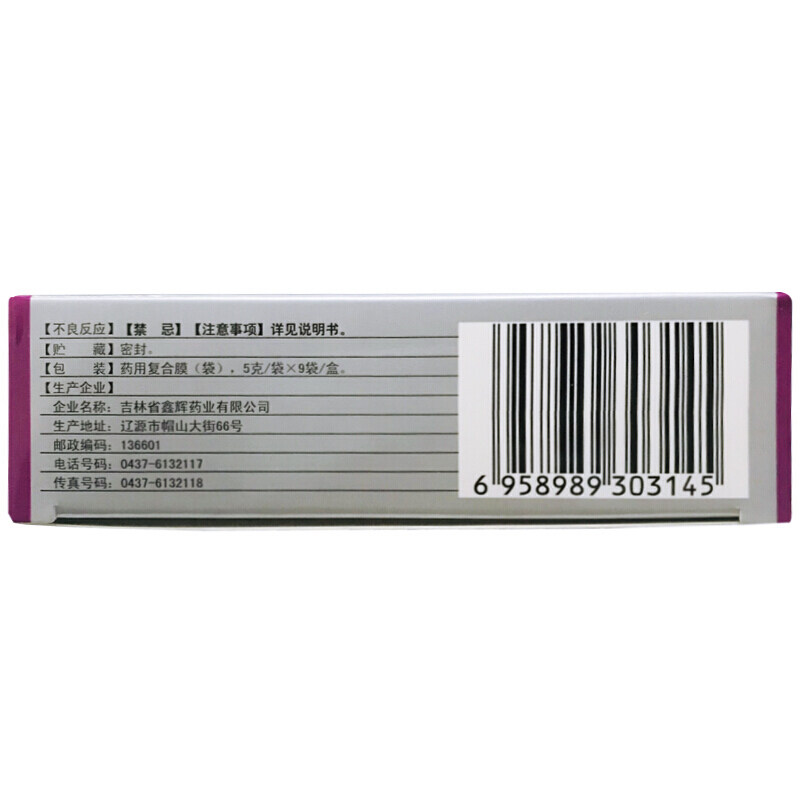 【不良反应】【禁　忌】【注意事项】详见说明书。
【贮　藏】密封。
【包　装】药用复合膜（袋），5克/袋×9袋/盒。
【生产企业】
企业名称：吉林省鑫辉药业有限公司
生产地址：辽源市帽山大街66号
邮政编码：136601
电话号码：0437-6132117
传真号码：0437-6132118
6 958989 303145